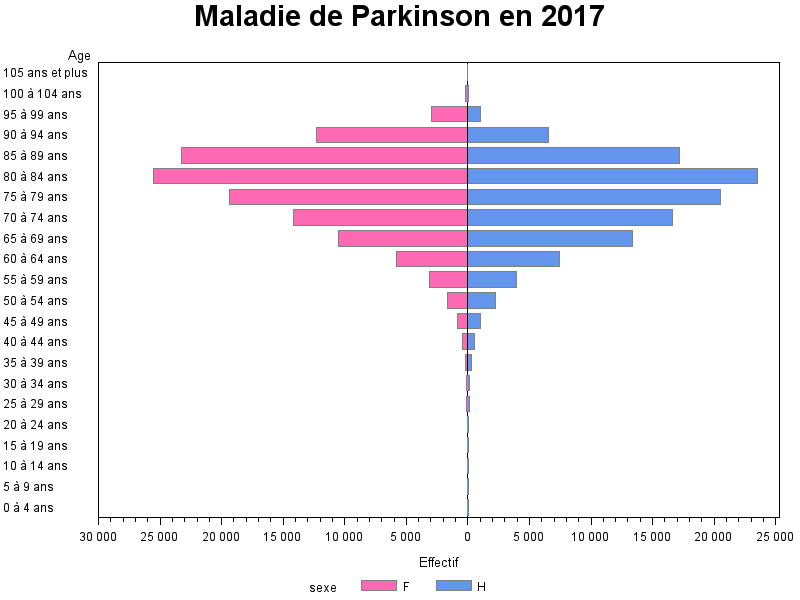 Maladie de Parkinson en 2017
Age
105 ans et plus
100 à 104 ans
95 à 99 ans
90 à 94 ans
85 à 89 ans
80 à 84 ans
75 à 79 ans
70 à 74 ans
65 à 69 ans
60 à 64 ans
55 à 59 ans
50 à 54 ans
45 à 49 ans
40 à 44 ans
35 à 39 ans
30 à 34 ans
25 à 29 ans
20 à 24 ans
15 à 19 ans
10 à 14 ans
5 à 9 ans
0 à 4 ans
30 000 25 000 20 000 15 000 10 000 5 000 0 5 000 10 000 15 000 20 000 25 000
Effectif
sexe F H